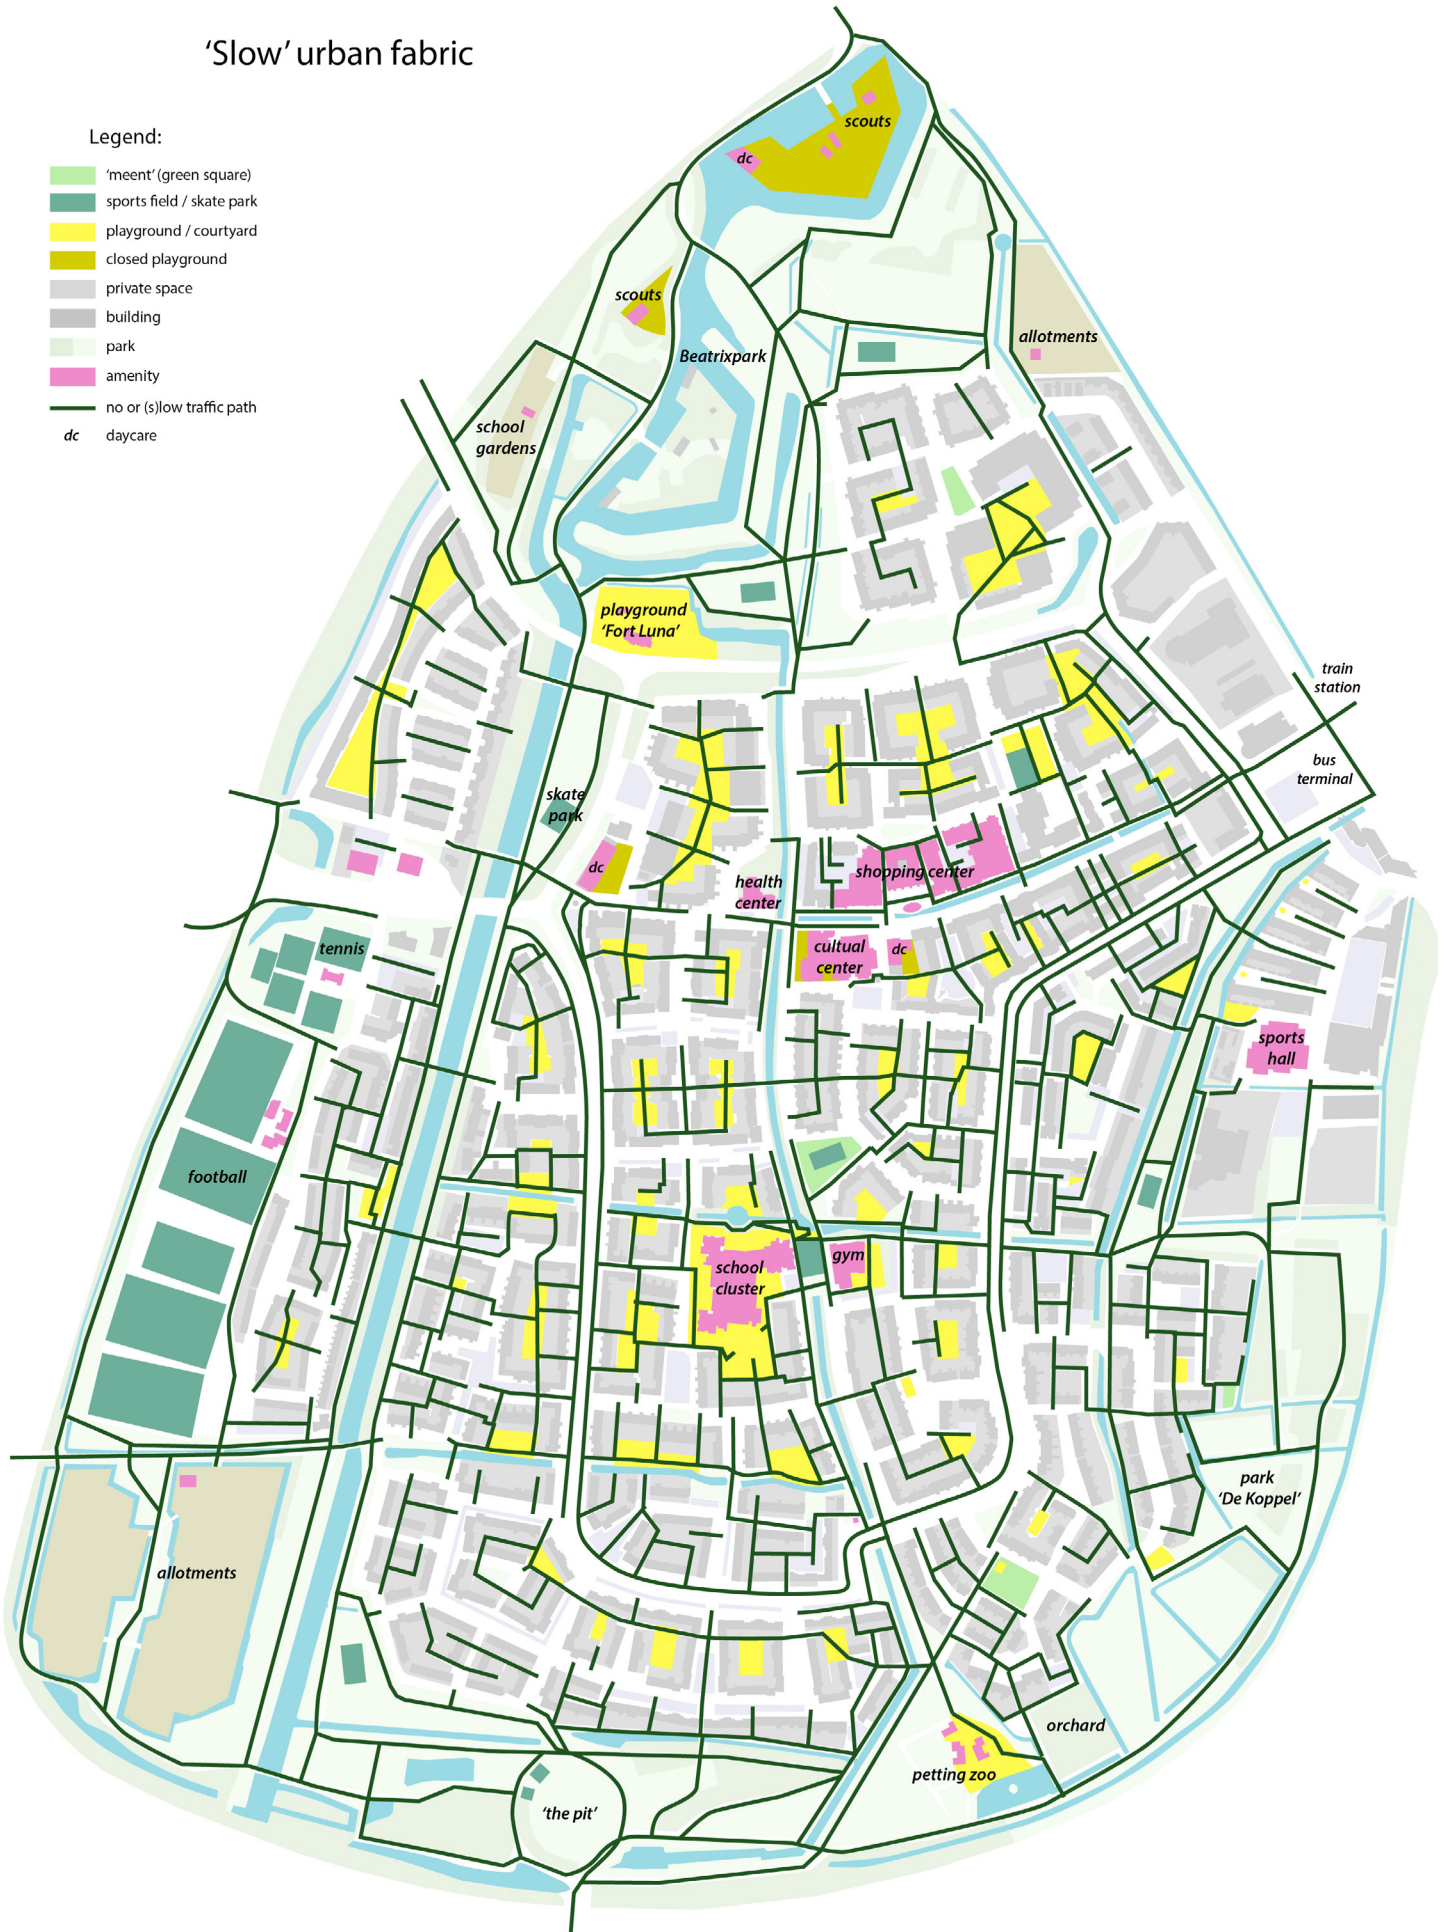 ‘Slow’ urban fabric
Legend:
‘meent’ (green square)
sports field / skate park
playground / courtyard
closed playground
private space
building
park
amenity
no or (s)low traffic path
dc daycare
scouts
dc
scouts
allotments
Beatrixpark
school
gardens
playground
‘Fort Luna’
train
station
bus
terminal
skate
park
dc
health
center
shopping center
tennis
cultual
center
dc
sports
hall
football
school
cluster
gym
park
‘De Koppel’
allotments
orchard
petting zoo
‘the pit’